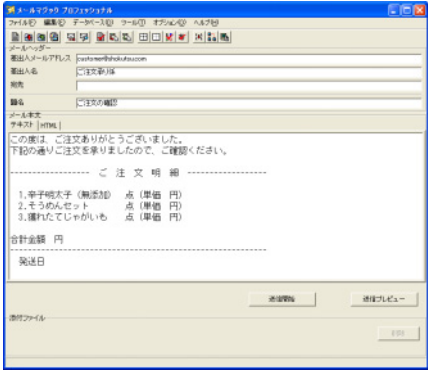 メールマジック プロフェッショナル
ファイル(F) 編集(E) データベース(D) ツール(T) オプション(O) ヘルプ(H)
メールヘッダー
差出人メールアドレス customer@shokutsu.com
差出人名 ご注文承り係
宛先
題名 ご注文の確認
メール本文
テキスト HTML
この度は、ご注文ありがとうございました。
下記の通りご注文を承りましたので、ご確認ください。
------------------ ご 注 文 明 細 ------------------
1.辛子明太子（無添加） 点（単価 円）
2.そうめんセット 点（単価 円）
3.獲れたてじゃがいも 点（単価 円）
合計金額 円
------------------------------------------------
発送日
送信開始 送信プレビュー
添付ファイル
削除